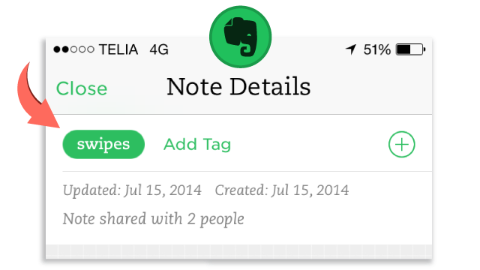 TELIA 4G 51%
Close Note Details
swipes Add Tag
Updated: Jul 15, 2014 Created: Jul 15, 2014
Note shared with 2 people